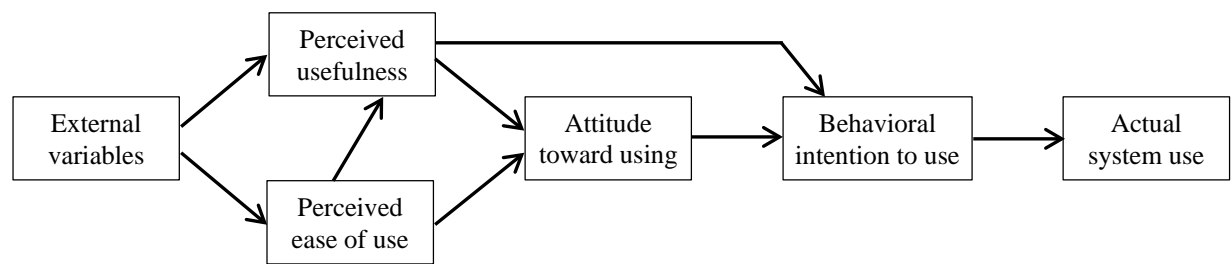 Perceived
usefulness
External
variables
Perceived
ease of use
Attitude
toward using
Behavioral
intention to use
Actual
system use